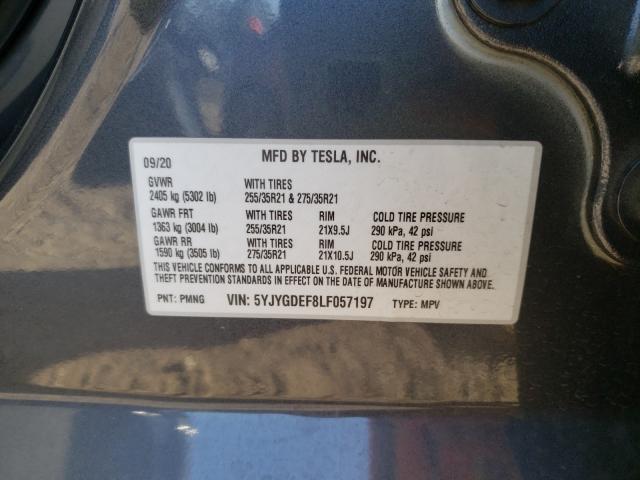 09/20 MFD BY TESLA, INC.
GVWR WITH TIRES
2405 kg (5302 lb) 255/35R21 & 275/35R21
GAWR FRT WITH TIRES RIM COLD TIRE PRESSURE
1363 kg (3004 lb) 255/35R21 21X9.5J 290 kPa, 42 psi
GAWR RR WITH TIRES RIM COLD TIRE PRESSURE
1590 kg (3505 lb) 275/35R21 21X10.5J 290 kPa, 42 psi
THIS VEHICLE CONFORMS TO ALL APPLICABLE U.S. FEDERAL MOTOR VEHICLE SAFETY AND
THEFT PREVENTION STANDARDS IN EFFECT ON THE DATE OF MANUFACTURE SHOWN ABOVE.
PNT: PMNG VIN: 5YJYGDEF8LF057197 TYPE: MPV